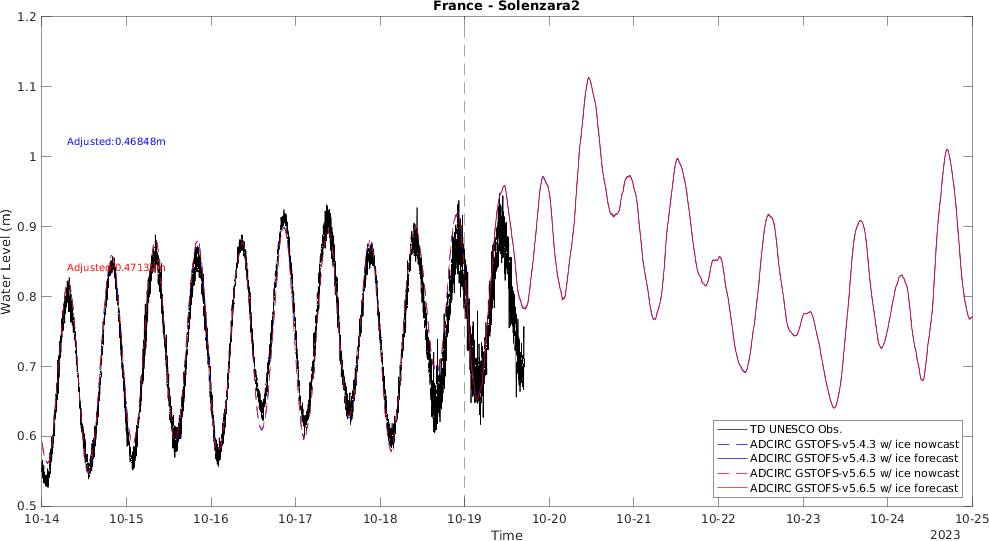 France - Solenzara2
1.2
1.1
1
0.9
0.8
0.7
0.6
0.5
Water Level (m)
Adjusted:0.46848m
10-14
10-15
10-16
10-17
10-18
10-19
10-20
10-21
10-22
10-23
10-24
10-25
Time
2023
TD UNESCO Obs.
ADCIRC GSTOFS-v5.4.3 w/ ice nowcast
ADCIRC GSTOFS-v5.4.3 w/ ice forecast
ADCIRC GSTOFS-v5.6.5 w/ ice nowcast
ADCIRC GSTOFS-v5.6.5 w/ ice forecast